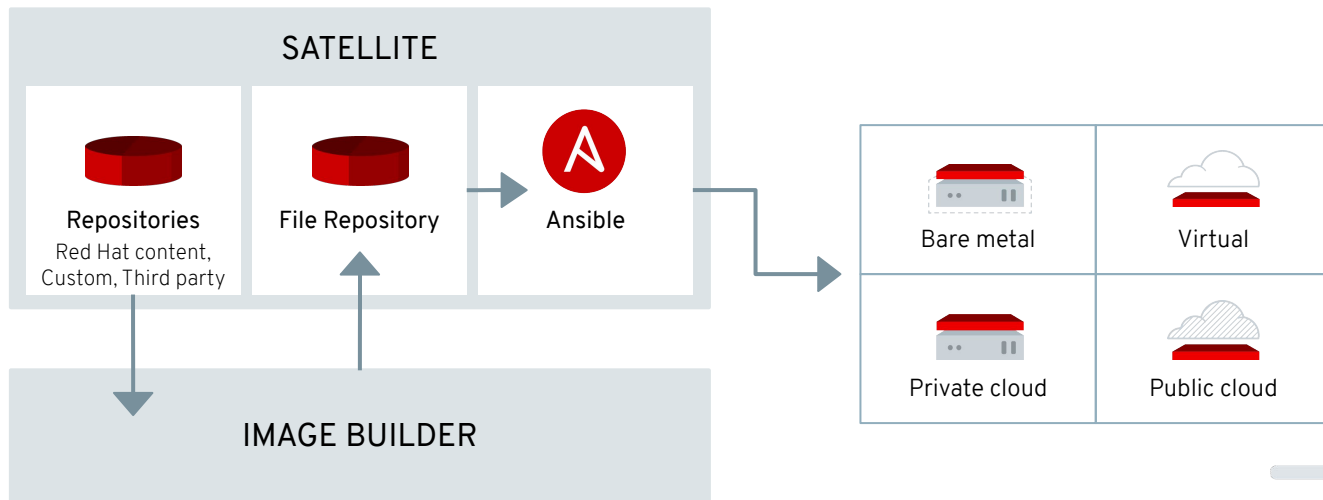 SATELLITE
Repositories
Red Hat content,
Custom, Third party
File Repository
Ansible
IMAGE BUILDER
Bare metal
Virtual
Private cloud
Public cloud